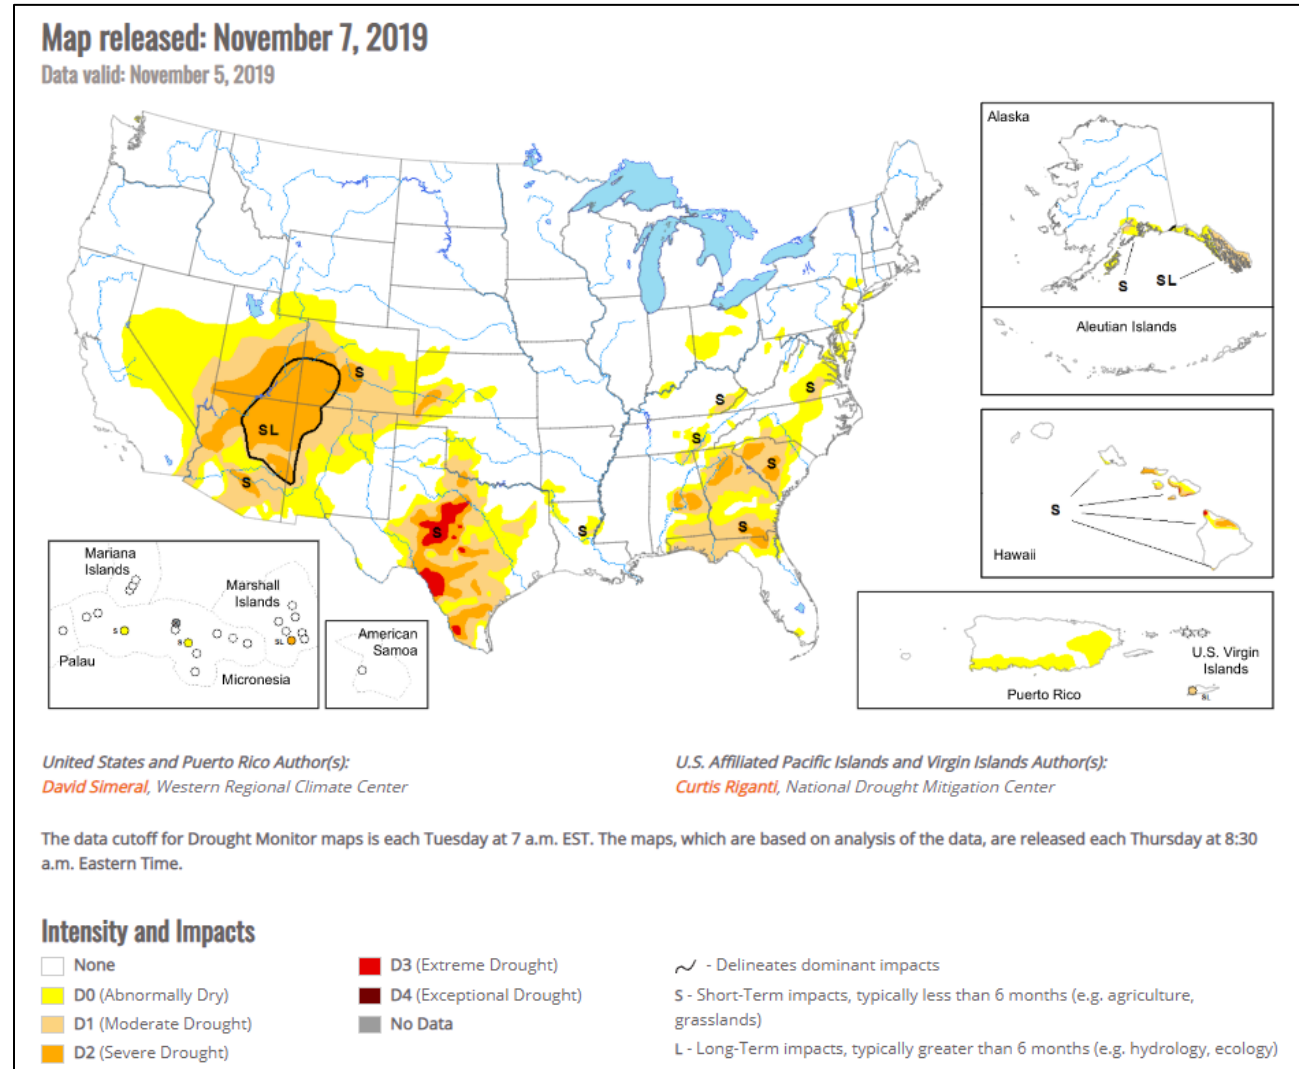 Map released: November 7, 2019
Data valid: November 5, 2019
Alaska
S
SL
Aleutian Islands
S
S
S
SL
S
S
S
S
S
S
S
Hawaii
Mariana
Islands
Marshall
Islands
S
S
SL
Palau
Micronesia
American
Samoa
U.S. Virgin
Islands
Puerto Rico
SL
United States and Puerto Rico Author(s):
David Simeral, Western Regional Climate Center
U.S. Affiliated Pacific Islands and Virgin Islands Author(s):
Curtis Riganti, National Drought Mitigation Center
The data cutoff for Drought Monitor maps is each Tuesday at 7 a.m. EST. The maps, which are based on analysis of the data, are released each Thursday at 8:30
a.m. Eastern Time.
Intensity and Impacts
None
D0 (Abnormally Dry)
D1 (Moderate Drought)
D2 (Severe Drought)
D3 (Extreme Drought)
D4 (Exceptional Drought)
No Data
- Delineates dominant impacts
S - Short-Term impacts, typically less than 6 months (e.g. agriculture,
grasslands)
L - Long-Term impacts, typically greater than 6 months (e.g. hydrology, ecology)